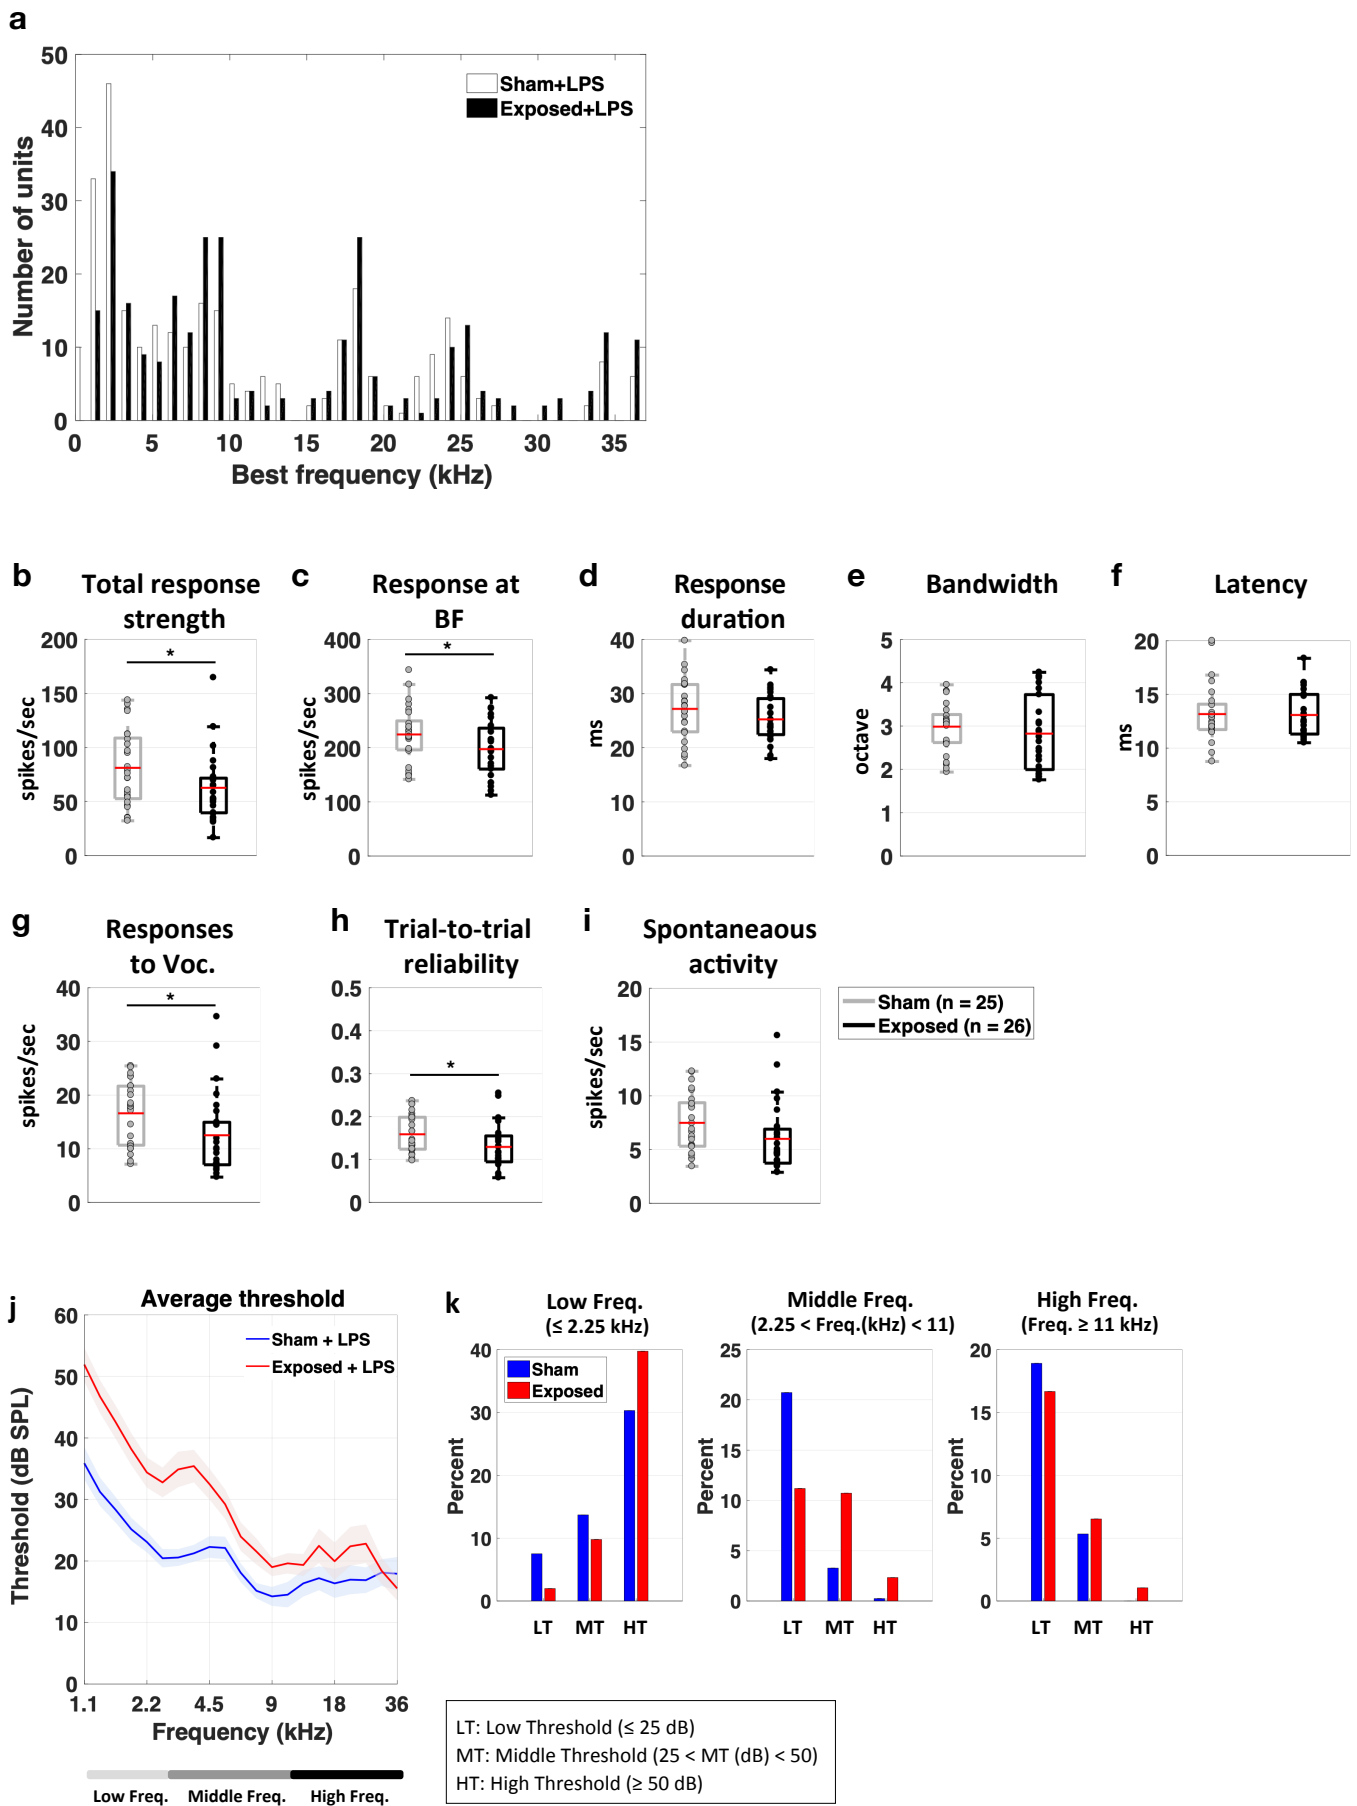 a
50
40
30
20
10
0
Number of units
Sham+LPS
Exposed+LPS
0 5 10 15 20 25 30 35
Best frequency (kHz)
b
Total response
strength
200
150
100
50
0
spikes/sec
*
c
Response at
BF
400
300
200
100
0
spikes/sec
*
d
Response
duration
40
30
20
10
0
ms
e
Bandwidth
5
4
3
2
1
0
octave
f
Latency
20
15
10
5
0
ms
g
Responses
to Voc.
40
30
20
10
0
spikes/sec
*
h
Trial-to-trial
reliability
0.5
0.4
0.3
0.2
0.1
0
*
i
Spontaneaous
activity
20
15
10
5
0
spikes/sec
Sham (n = 25)
Exposed (n = 26)
j
Average threshold
60
50
40
30
20
10
0
Threshold (dB SPL)
Sham + LPS
Exposed + LPS
1.1 2.2 4.5 9 18 36
Frequency (kHz)
Low Freq. Middle Freq. High Freq.
k
Low Freq.
(≤ 2.25 kHz)
40
30
20
10
0
Percent
Sham
Exposed
LT MT HT
Middle Freq.
(2.25 < Freq.(kHz) < 11)
25
20
15
10
5
0
Percent
LT MT HT
High Freq.
(Freq. ≥ 11 kHz)
20
15
10
5
0
Percent
LT MT HT
LT: Low Threshold (≤ 25 dB)
MT: Middle Threshold (25 < MT (dB) < 50)
HT: High Threshold (≥ 50 dB)